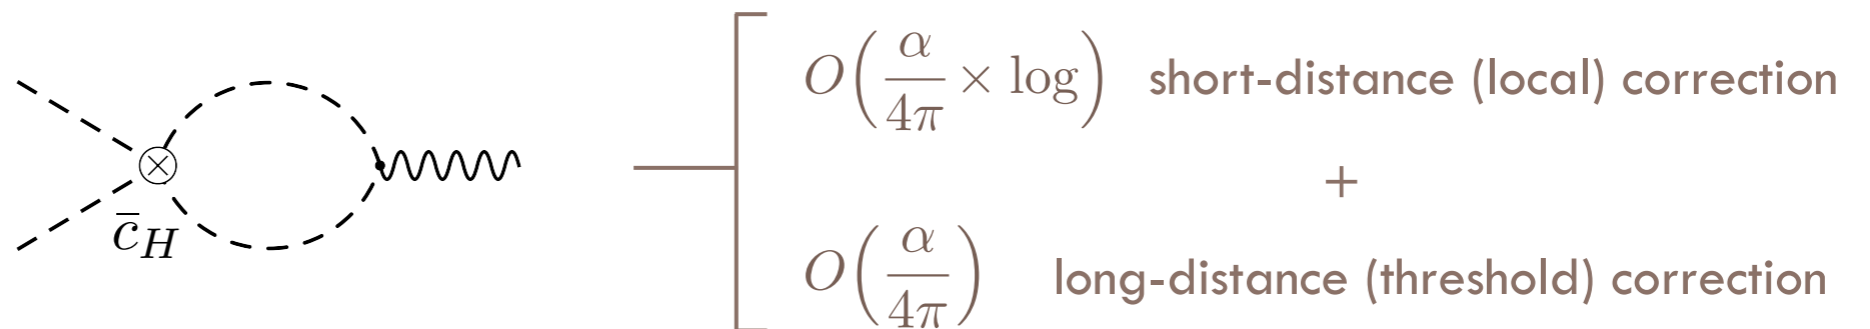 O(α/4π × log) short-distance (local) correction
+
c̄_H
O(α/4π) long-distance (threshold) correction